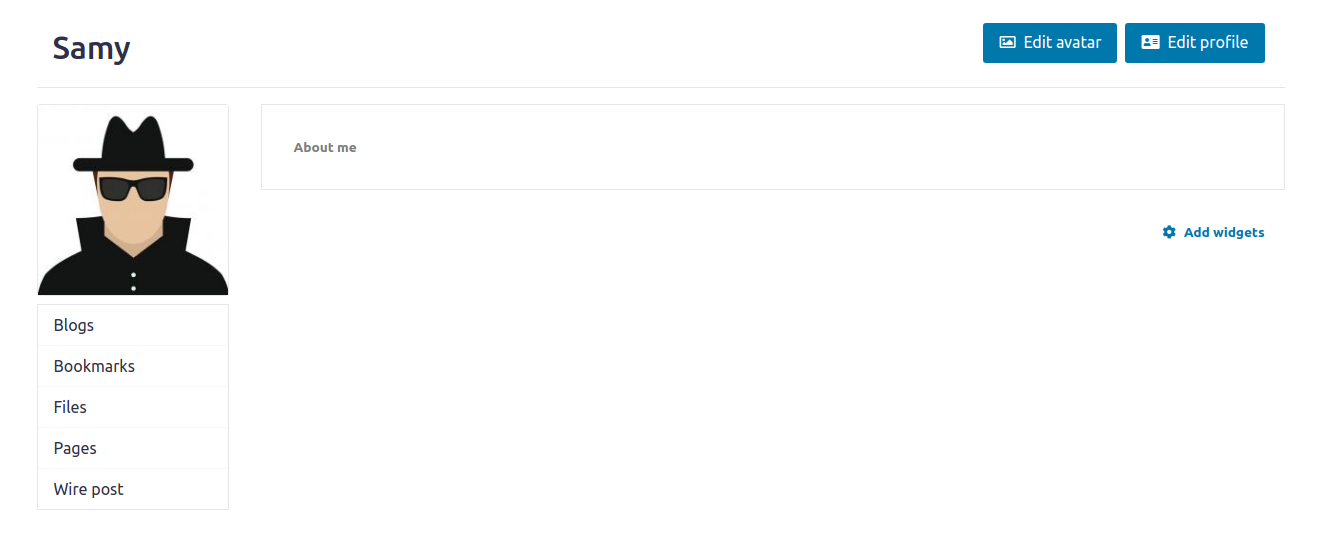 Samy
Edit avatar
Edit profile
About me
Add widgets
Blogs
Bookmarks
Files
Pages
Wire post